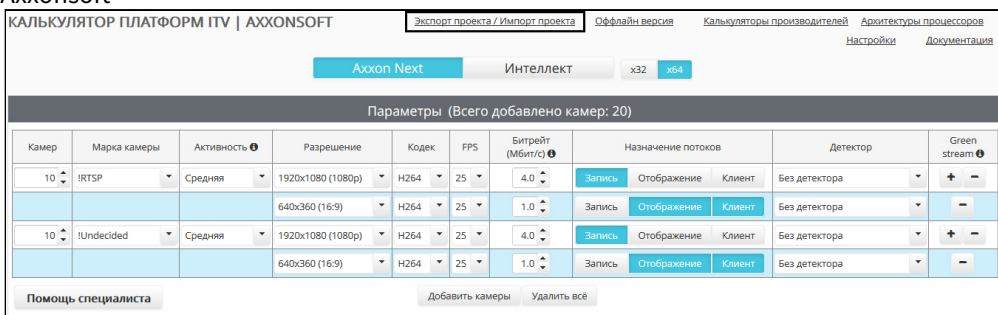 КАЛЬКУЛЯТОР ПЛАТФОРМ ITV | AXXONSOFT
Экспорт проекта / Импорт проекта Оффлайн версия Калькуляторы производителей Архитектуры процессоров
Настройки Документация
Axxon Next Интеллект x32 x64
Параметры (Всего добавлено камер: 20)
Камер Марка камеры Активность Разрешение Кодек FPS Битрейт (Мбит/с) Назначение потоков Детектор Green stream
10 !RTSP Средняя 1920x1080 (1080p) H264 25 4.0 Запись Отображение Клиент Без детектора + -
640x360 (16:9) H264 25 1.0 Запись Отображение Клиент Без детектора -
10 !Undecided Средняя 1920x1080 (1080p) H264 25 4.0 Запись Отображение Клиент Без детектора + -
640x360 (16:9) H264 25 1.0 Запись Отображение Клиент Без детектора -
Помощь специалиста Добавить камеры Удалить всё